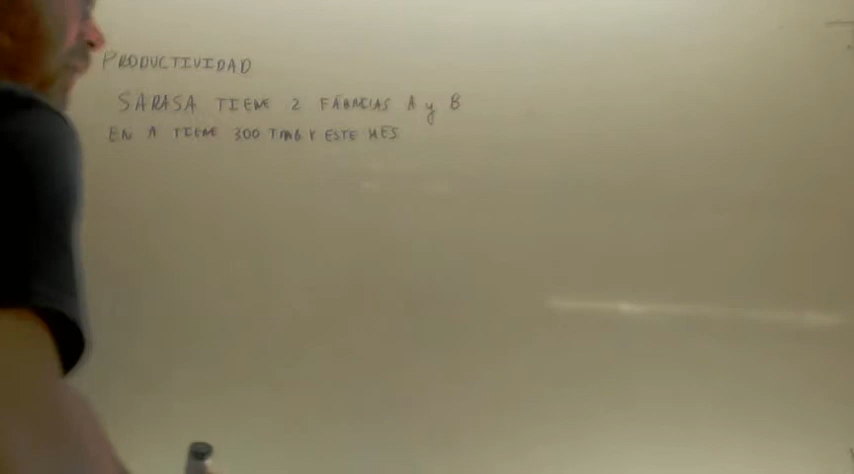 PRODUCTIVIDAD
SARASA TIENE 2 FÁBRICAS A y B
EN A TIENE 300 Y ESTE MES